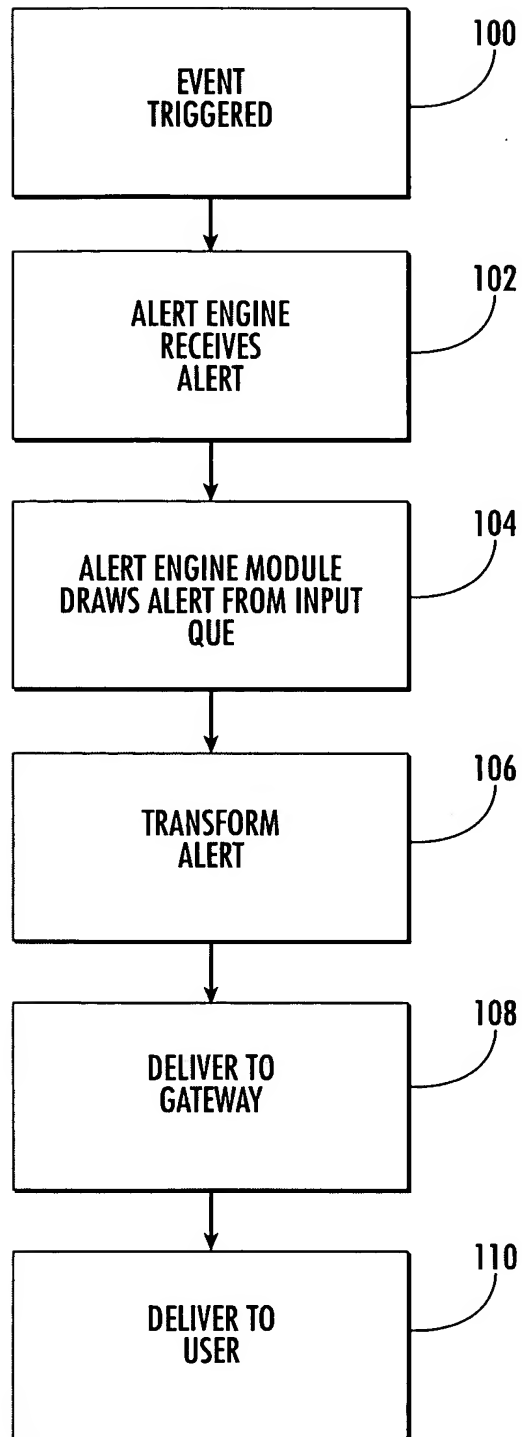 100
EVENT
TRIGGERED
102
ALERT ENGINE
RECEIVES
ALERT
104
ALERT ENGINE MODULE
DRAWS ALERT FROM INPUT
QUE
106
TRANSFORM
ALERT
108
DELIVER TO
GATEWAY
110
DELIVER TO
USER